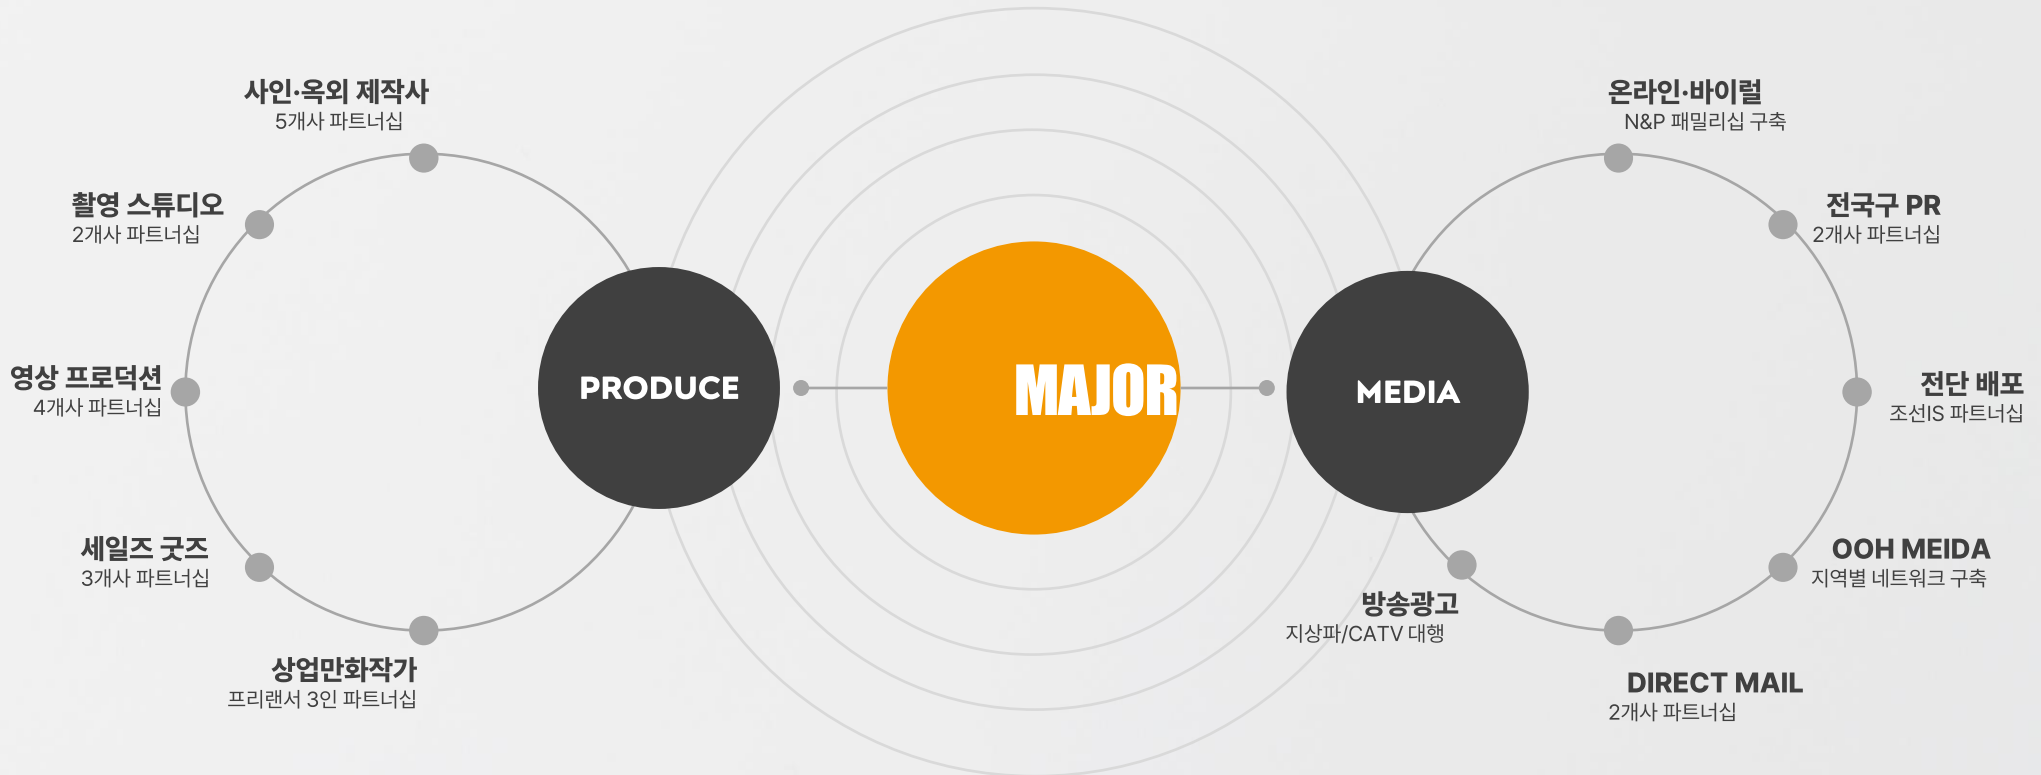 사인·옥외 제작사
5개사 파트너십
촬영 스튜디오
2개사 파트너십
영상 프로덕션
4개사 파트너십
세일즈 굿즈
3개사 파트너십
상업만화작가
프리랜서 3인 파트너십
PRODUCE
MAJOR
MEDIA
온라인·바이럴
N&P 패밀리십 구축
전국구 PR
2개사 파트너십
전단 배포
조선IS 파트너십
OOH MEIDA
지역별 네트워크 구축
방송광고
지상파/CATV 대행
DIRECT MAIL
2개사 파트너십